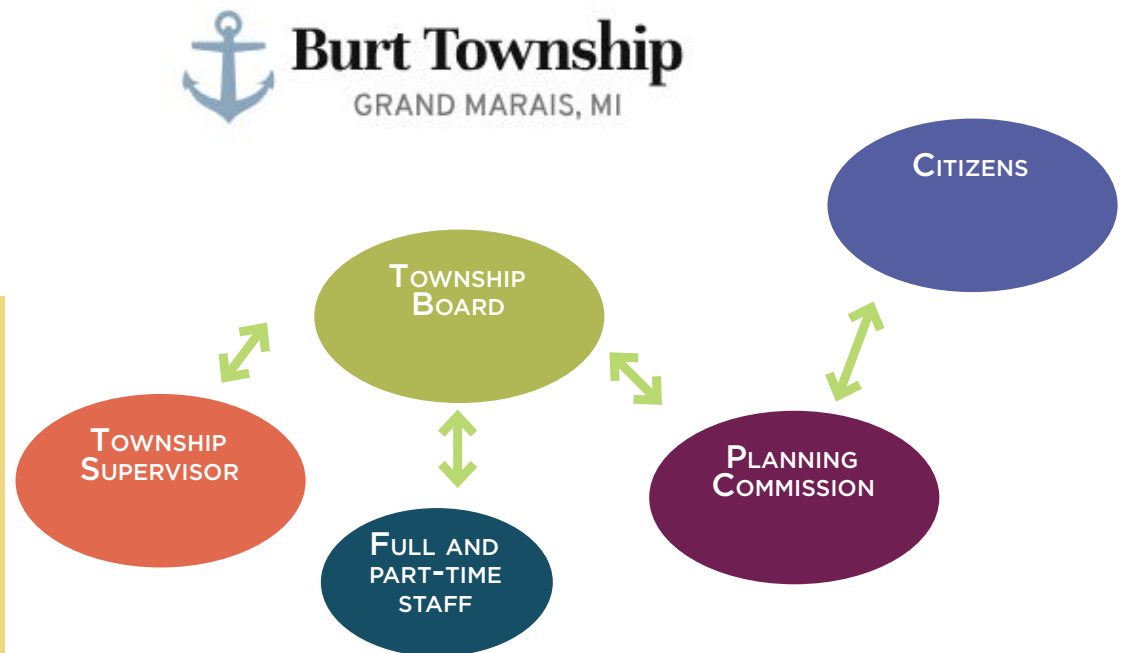 Burt Township
GRAND MARAIS, MI
Citizens
Township
Board
Township
Supervisor
Planning
Commission
Full and
part-time
staff